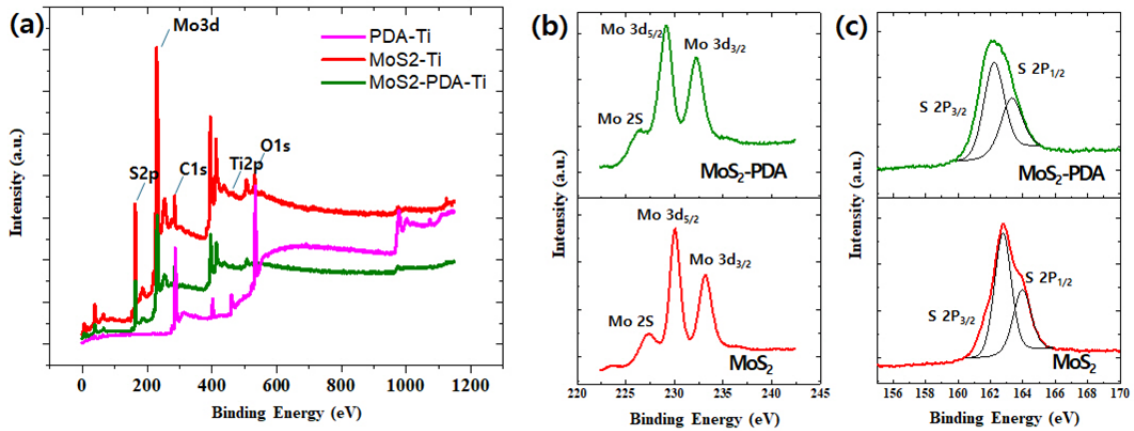 (a)
Mo3d
PDA-Ti
MoS2-Ti
MoS2-PDA-Ti
O1s
Ti2p
C1s
S2p
Intensity (a.u.)
0 200 400 600 800 1000 1200
Binding Energy (eV)
(b)
Mo 3d5/2
Mo 3d3/2
Mo 2S
MoS2-PDA
Mo 3d5/2
Mo 3d3/2
Mo 2S
MoS2
Intensity (a.u.)
220 225 230 235 240 245
Binding Energy (eV)
(c)
S 2P1/2
S 2P3/2
MoS2-PDA
S 2P1/2
S 2P3/2
MoS2
Intensity (a.u.)
156 158 160 162 164 166 168 170
Binding Energy (eV)